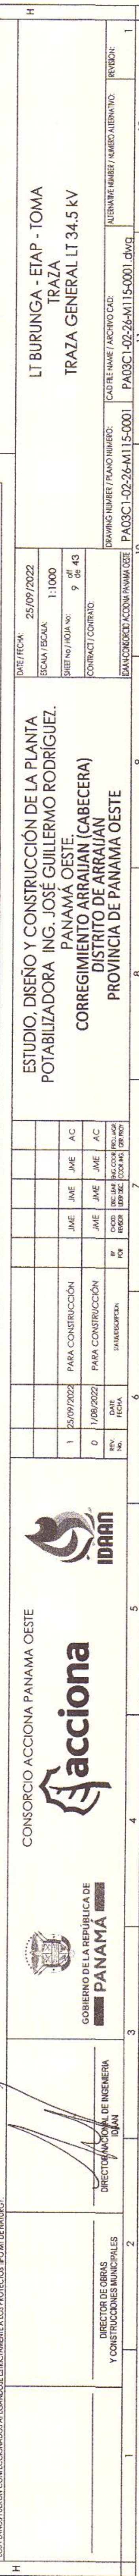 H
DIRECTOR DE OBRAS
Y CONSTRUCCIONES MUNICIPALES
DIRECTOR NACIONAL DE INGENIERIA
IDAAN
CONSORCIO ACCIONA PANAMA OESTE
GOBIERNO DE LA REPÚBLICA DE
PANAMÁ
acciona
IDAAN
1 25/09/2022 PARA CONSTRUCCIÓN JME JME JME AC
0 1/08/2022 PARA CONSTRUCCIÓN JME JME JME AC
REV. No.
DATE FECHA
STATUS/DESCRIPCION
BY POR
ESTUDIO, DISEÑO Y CONSTRUCCIÓN DE LA PLANTA
POTABILIZADORA ING. JOSÉ GUILLERMO RODRÍGUEZ.
PANAMÁ OESTE.
CORREGIMIENTO ARRAIJAN (CABECERA)
DISTRITO DE ARRAIJAN
PROVINCIA DE PANAMA OESTE
DATE / FECHA:
25/09/2022
ESCALA / ESCALA:
1:1000
SHEET No / HOJA No:
9 off de 43
CONTRACT / CONTRATO:
IDAAN-CONSORCIO ACCIONA PANAMA OESTE
LT BURUNGA - ETAP - TOMA
TRAZA
TRAZA GENERAL LT 34.5 kV
DRAWING NUMBER / PLANO NUMERO:
PA03C1-02-26-M115-0001
CAD FILE NAME / ARCHIVO CAD:
PA03C1-02-26-M115-0001.dwg
ALTERNATIVE NUMBER / NUMERO ALTERNATIVO:
REVISION:
1
H
1 2 3 4 5 6 7 8 9 10